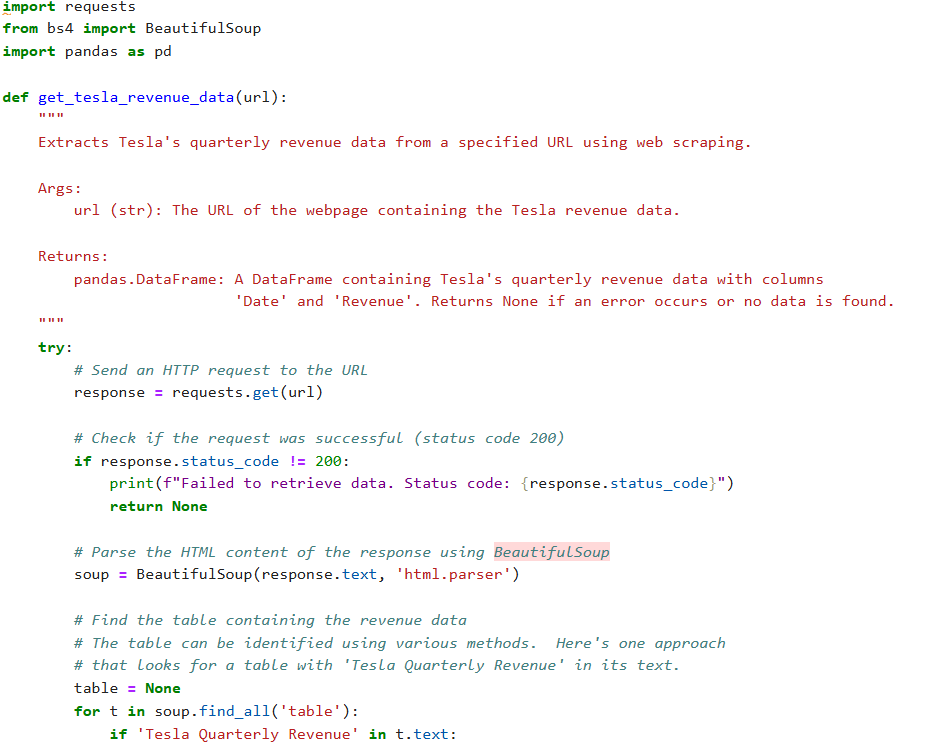 import requests
from bs4 import BeautifulSoup
import pandas as pd

def get_tesla_revenue_data(url):
    """
    Extracts Tesla's quarterly revenue data from a specified URL using web scraping.

    Args:
        url (str): The URL of the webpage containing the Tesla revenue data.

    Returns:
        pandas.DataFrame: A DataFrame containing Tesla's quarterly revenue data with columns
                          'Date' and 'Revenue'. Returns None if an error occurs or no data is found.
    """
    try:
        # Send an HTTP request to the URL
        response = requests.get(url)

        # Check if the request was successful (status code 200)
        if response.status_code != 200:
            print(f"Failed to retrieve data. Status code: {response.status_code}")
            return None

        # Parse the HTML content of the response using BeautifulSoup
        soup = BeautifulSoup(response.text, 'html.parser')

        # Find the table containing the revenue data
        # The table can be identified using various methods.  Here's one approach
        # that looks for a table with 'Tesla Quarterly Revenue' in its text.
        table = None
        for t in soup.find_all('table'):
            if 'Tesla Quarterly Revenue' in t.text: